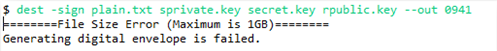 $ dest -sign plain.txt sprivate.key secret.key rpublic.key --out 0941
========File Size Error (Maximum is 1GB)========
Generating digital envelope is failed.